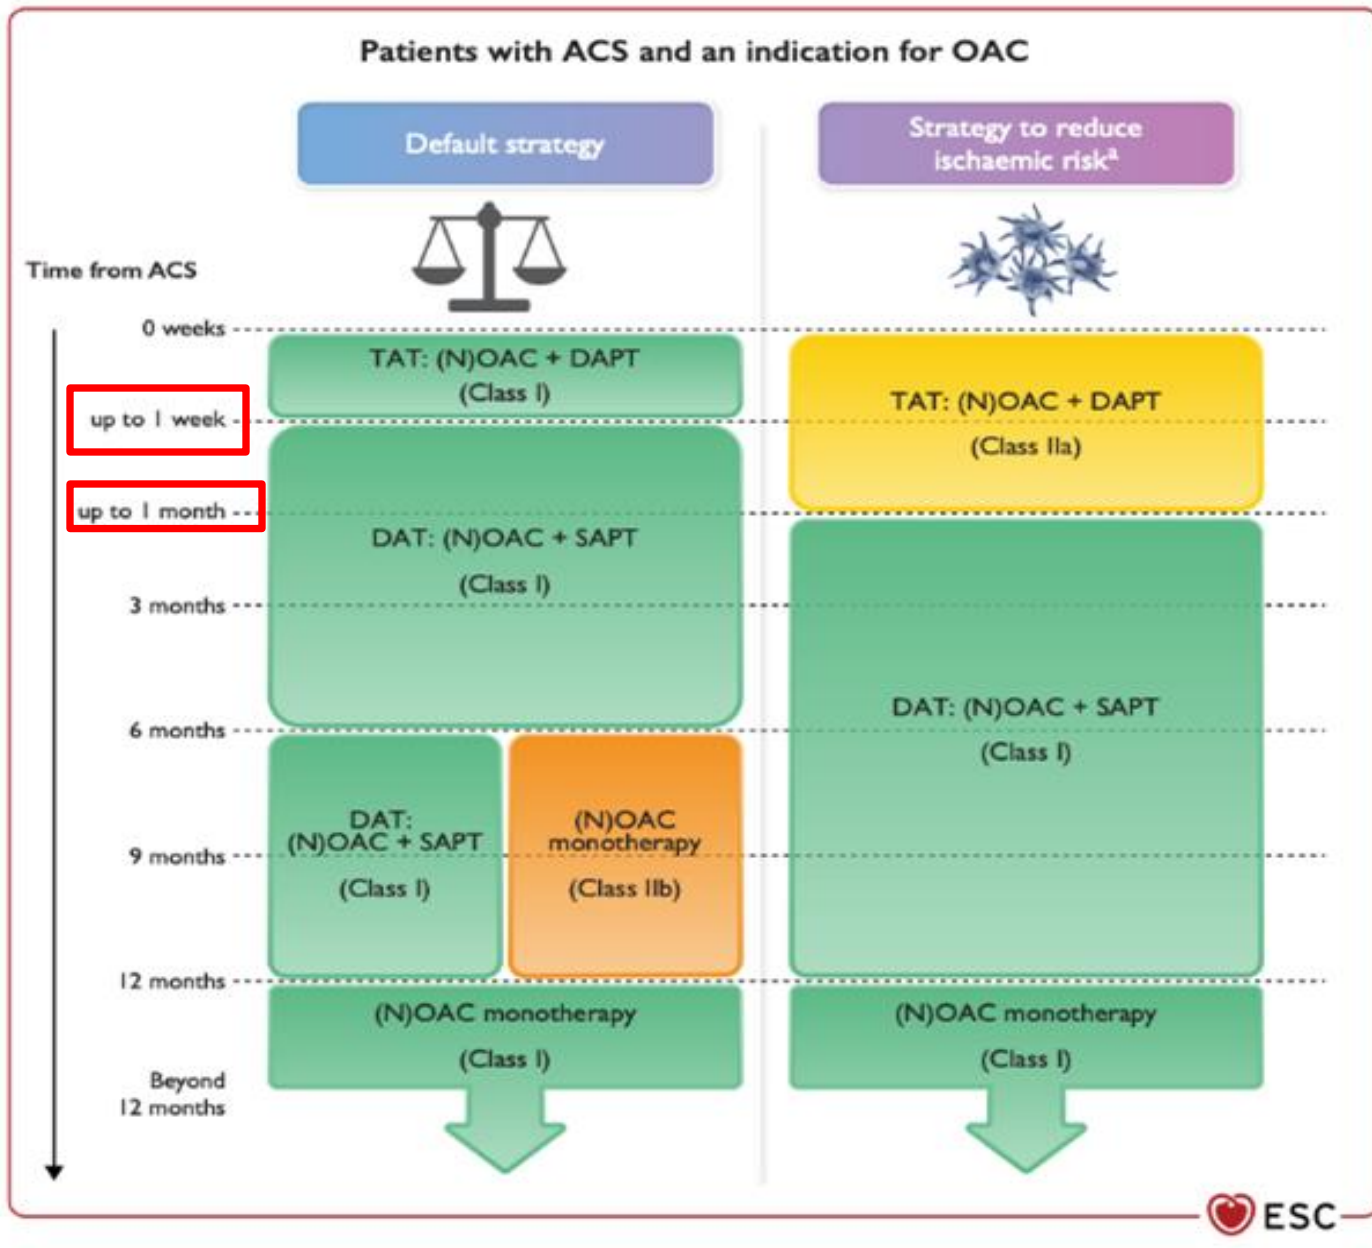 Patients with ACS and an indication for OAC
Default strategy
Strategy to reduce
ischaemic riskª
Time from ACS
0 weeks
up to 1 week
up to 1 month
3 months
6 months
9 months
12 months
Beyond
12 months
TAT: (N)OAC + DAPT
(Class I)
DAT: (N)OAC + SAPT
(Class I)
DAT:
(N)OAC + SAPT
(Class I)
(N)OAC
monotherapy
(Class IIb)
(N)OAC monotherapy
(Class I)
TAT: (N)OAC + DAPT
(Class IIa)
DAT: (N)OAC + SAPT
(Class I)
(N)OAC monotherapy
(Class I)
ESC